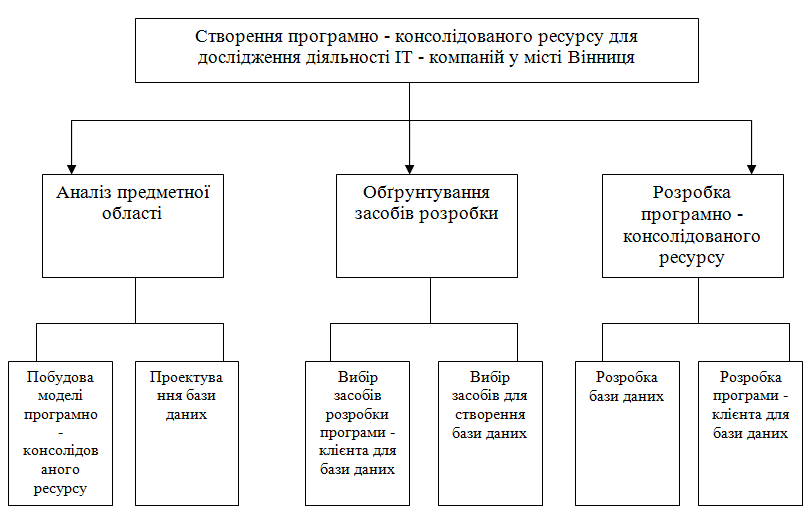 Створення програмно - консолідованого ресурсу для
дослідження діяльності ІТ - компаній у місті Вінниця
Аналіз предметної
області
Обґрунтування
засобів розробки
Розробка
програмно -
консолідованого
ресурсу
Побудова
моделі
програмно
-
консолідов
аного
ресурсу
Проектува
ння бази
даних
Вибір
засобів
розробки
програми -
клієнта для
бази даних
Вибір
засобів для
створення
бази даних
Розробка
бази даних
Розробка
програми -
клієнта для
бази даних